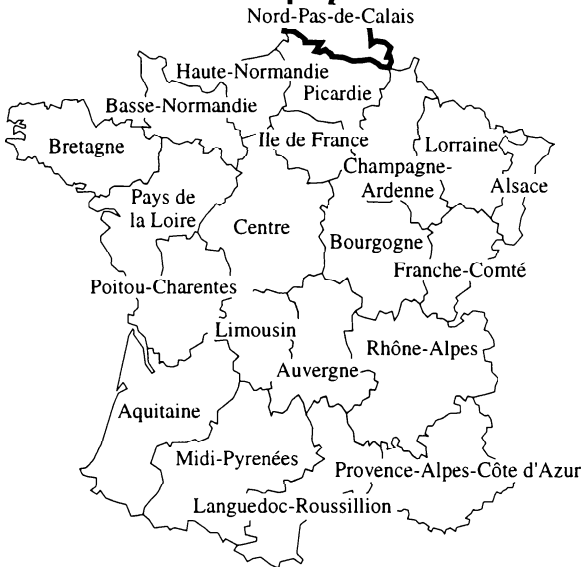 Nord-Pas-de-Calais
Haute-Normandie
Picardie
Basse-Normandie
Ile de France
Lorraine
Bretagne
Champagne-
Ardenne
Alsace
Pays de
la Loire
Centre
Bourgogne
Franche-Comté
Poitou-Charentes
Limousin
Rhône-Alpes
Auvergne
Aquitaine
Midi-Pyrenées
Provence-Alpes-Côte d'Azur
Languedoc-Roussillion